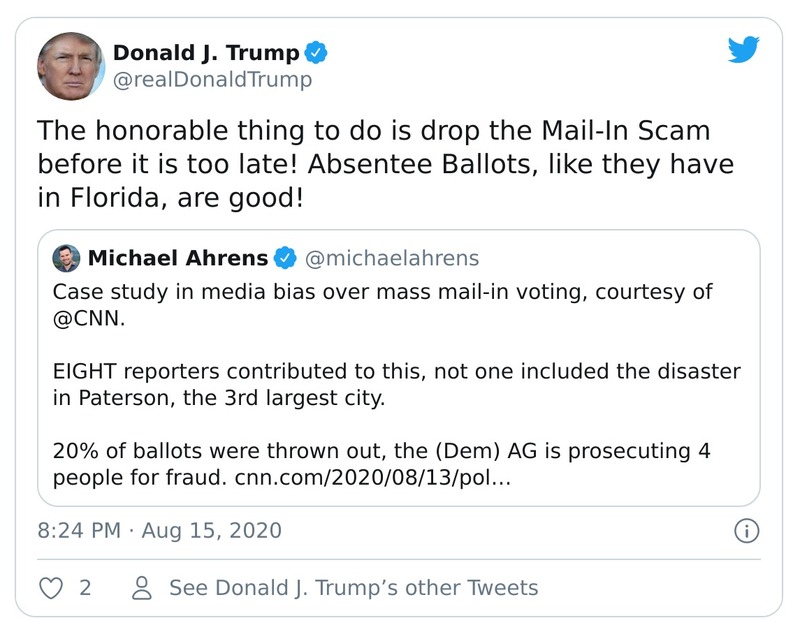 Donald J. Trump
@realDonaldTrump
The honorable thing to do is drop the Mail-In Scam
before it is too late! Absentee Ballots, like they have
in Florida, are good!
Michael Ahrens @michaelahrens
Case study in media bias over mass mail-in voting, courtesy of
@CNN.
EIGHT reporters contributed to this, not one included the disaster
in Paterson, the 3rd largest city.
20% of ballots were thrown out, the (Dem) AG is prosecuting 4
people for fraud. cnn.com/2020/08/13/pol…
8:24 PM · Aug 15, 2020
2 See Donald J. Trump’s other Tweets